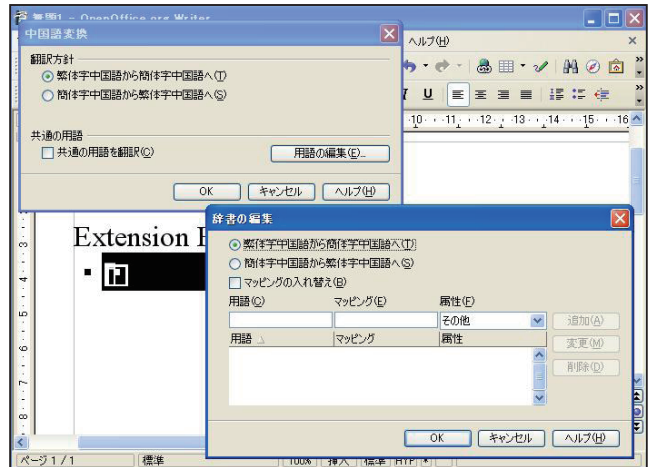 無題1 - OpenOffice.org Writer
中国語変換
ヘルプ(H)
翻訳方針
繁体字中国語から簡体字中国語へ(T)
簡体字中国語から繁体字中国語へ(S)
U
10 11 12 13 14 15 16
共通の用語
共通の用語を翻訳(C)
用語の編集(E)...
OK キャンセル ヘルプ(H)
辞書の編集
Extension
繁体字中国語から簡体字中国語へ(T)
簡体字中国語から繁体字中国語へ(S)
マッピングの入れ替え(B)
用語(C) マッピング(E) 属性(F)
その他 追加(A)
用語 マッピング 属性 変更(M)
削除(D)
OK キャンセル ヘルプ(H)
ページ 1 / 1 標準 100% 挿入 標準 HYP *